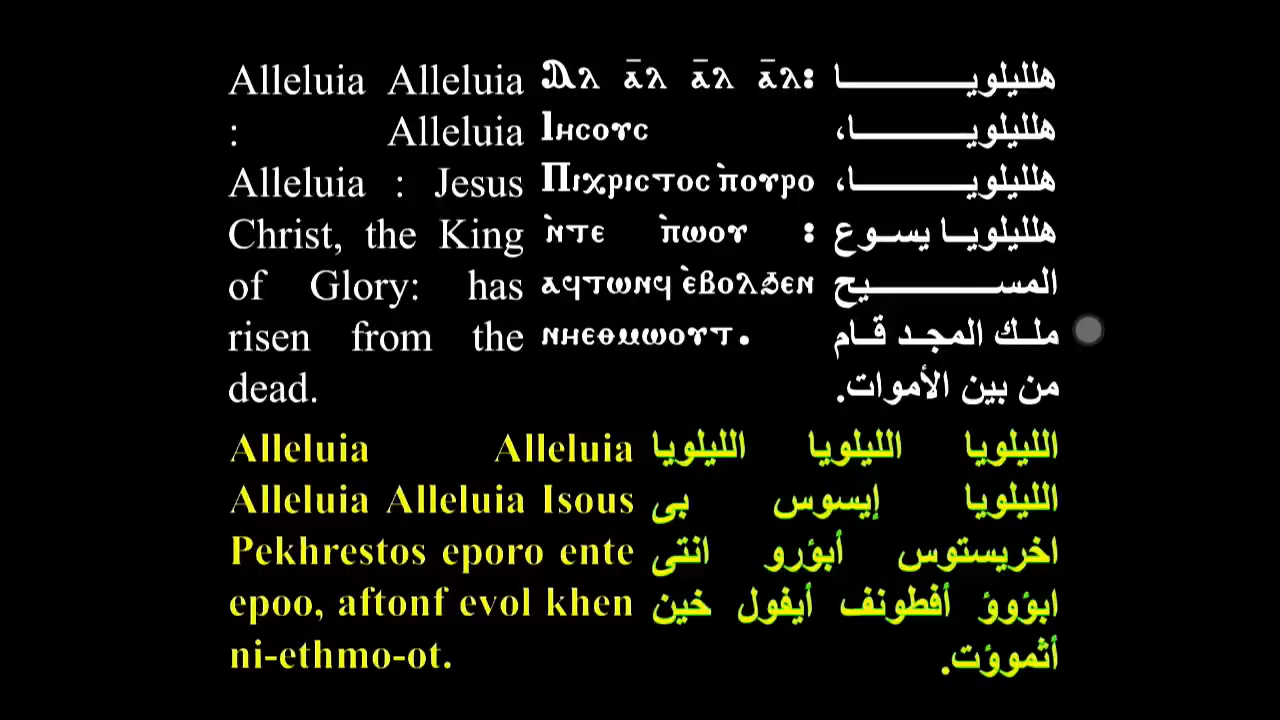 Alleluia Alleluia
: Alleluia
Alleluia : Jesus
Christ, the King
of Glory: has
risen from the
dead.
Ⲁⲗ ⲁ̅ⲗ ⲁ̅ⲗ ⲁ̅ⲗ:
Ⲓⲏⲥⲟⲩⲥ
Ⲡⲓⲭⲣⲓⲥⲧⲟⲥ ⲡ̀ⲟⲩⲣⲟ
ⲛ̀ⲧⲉ ⲡ̀ⲱⲟⲩ :
ⲁϥⲧⲱⲛϥ ⲉ̀ⲃⲟⲗϧⲉⲛ
ⲛⲏⲉⲑⲙⲱⲟⲩⲧ.
هلليلويـــــــــا
هلليلويـــــــــا،
هلليلويـــــــــا،
هلليلويـا يسـوع
المســـــــــيح
ملـك المجـد قـام
من بين الأموات.
Alleluia Alleluia
Alleluia Alleluia Isous
Pekhrestos eporo ente
epoo, aftonf evol khen
ni-ethmo-ot.
الليلويا الليلويا الليلويا
الليلويا إيسوس بى
اخريستوس أبؤرو انتى
ابؤوؤ أفطونف أيفول خين
أثموؤت.